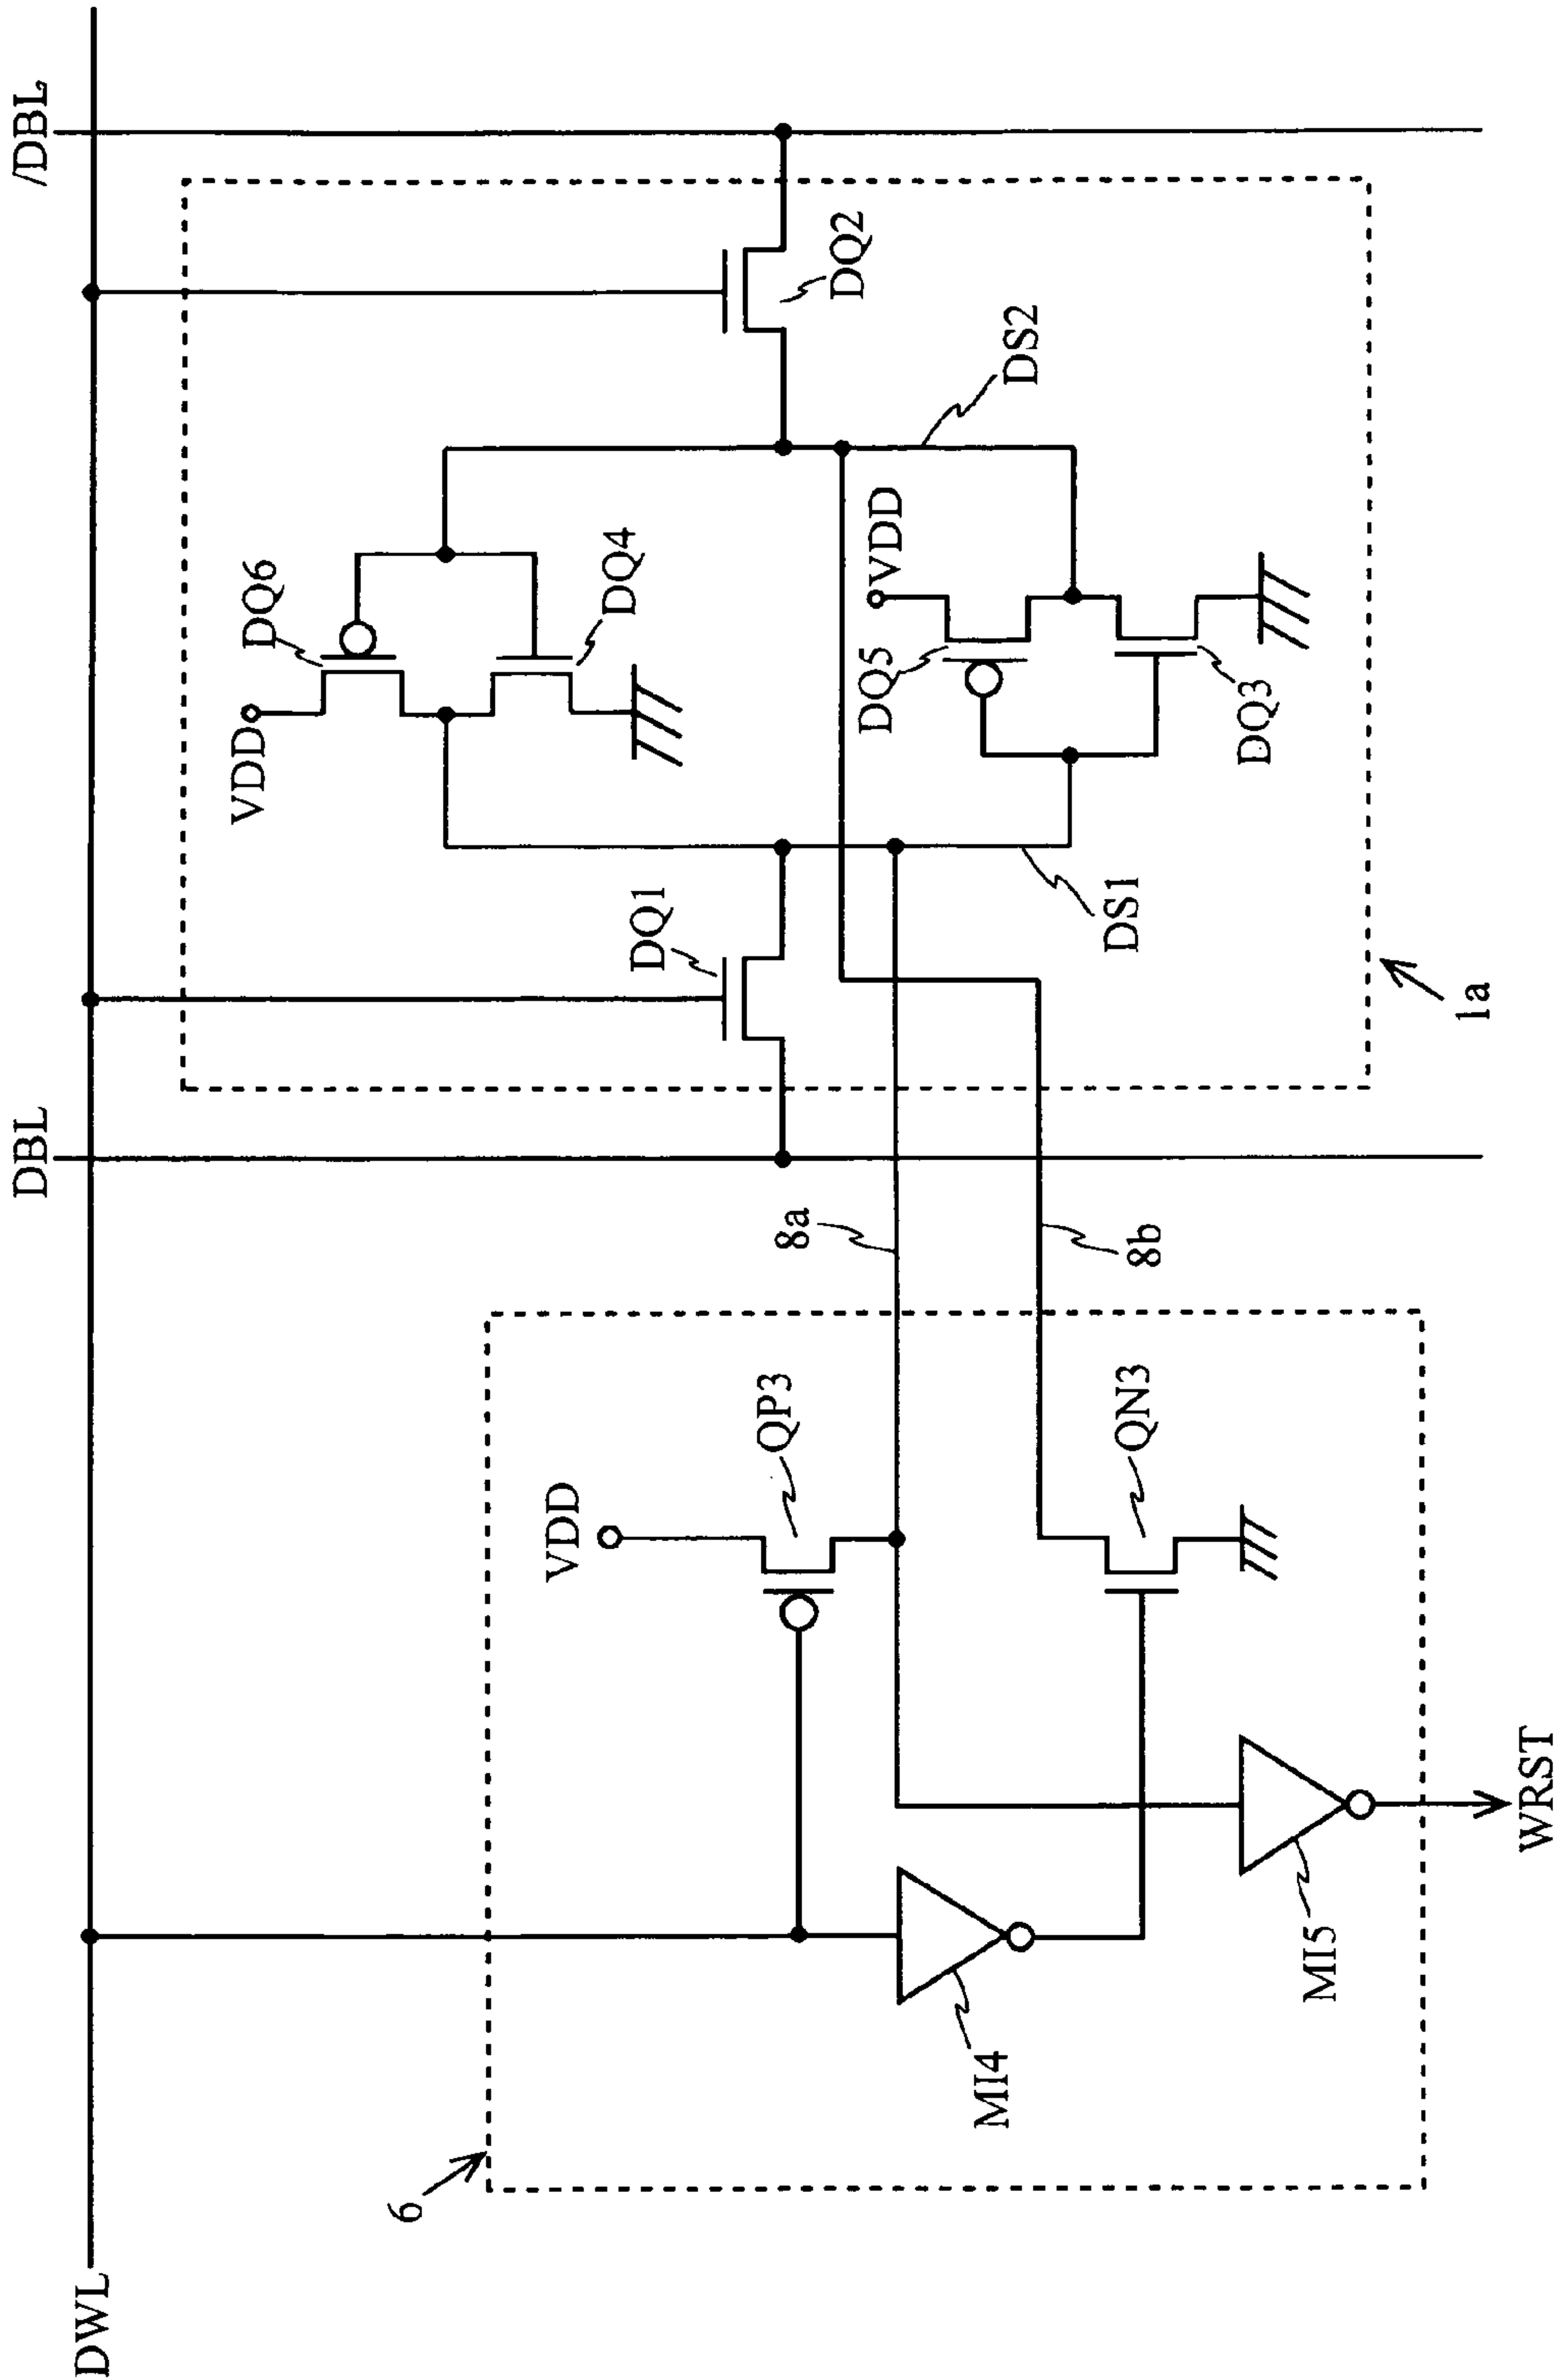 DWL
DBL
/DBL
6
MI4
MI5
WRST
VDD
QP3
QN3
8a
8b
DQ1
DS1
VDD
DQ6
DQ4
DQ5
VDD
DQ3
DS2
DQ2
1a